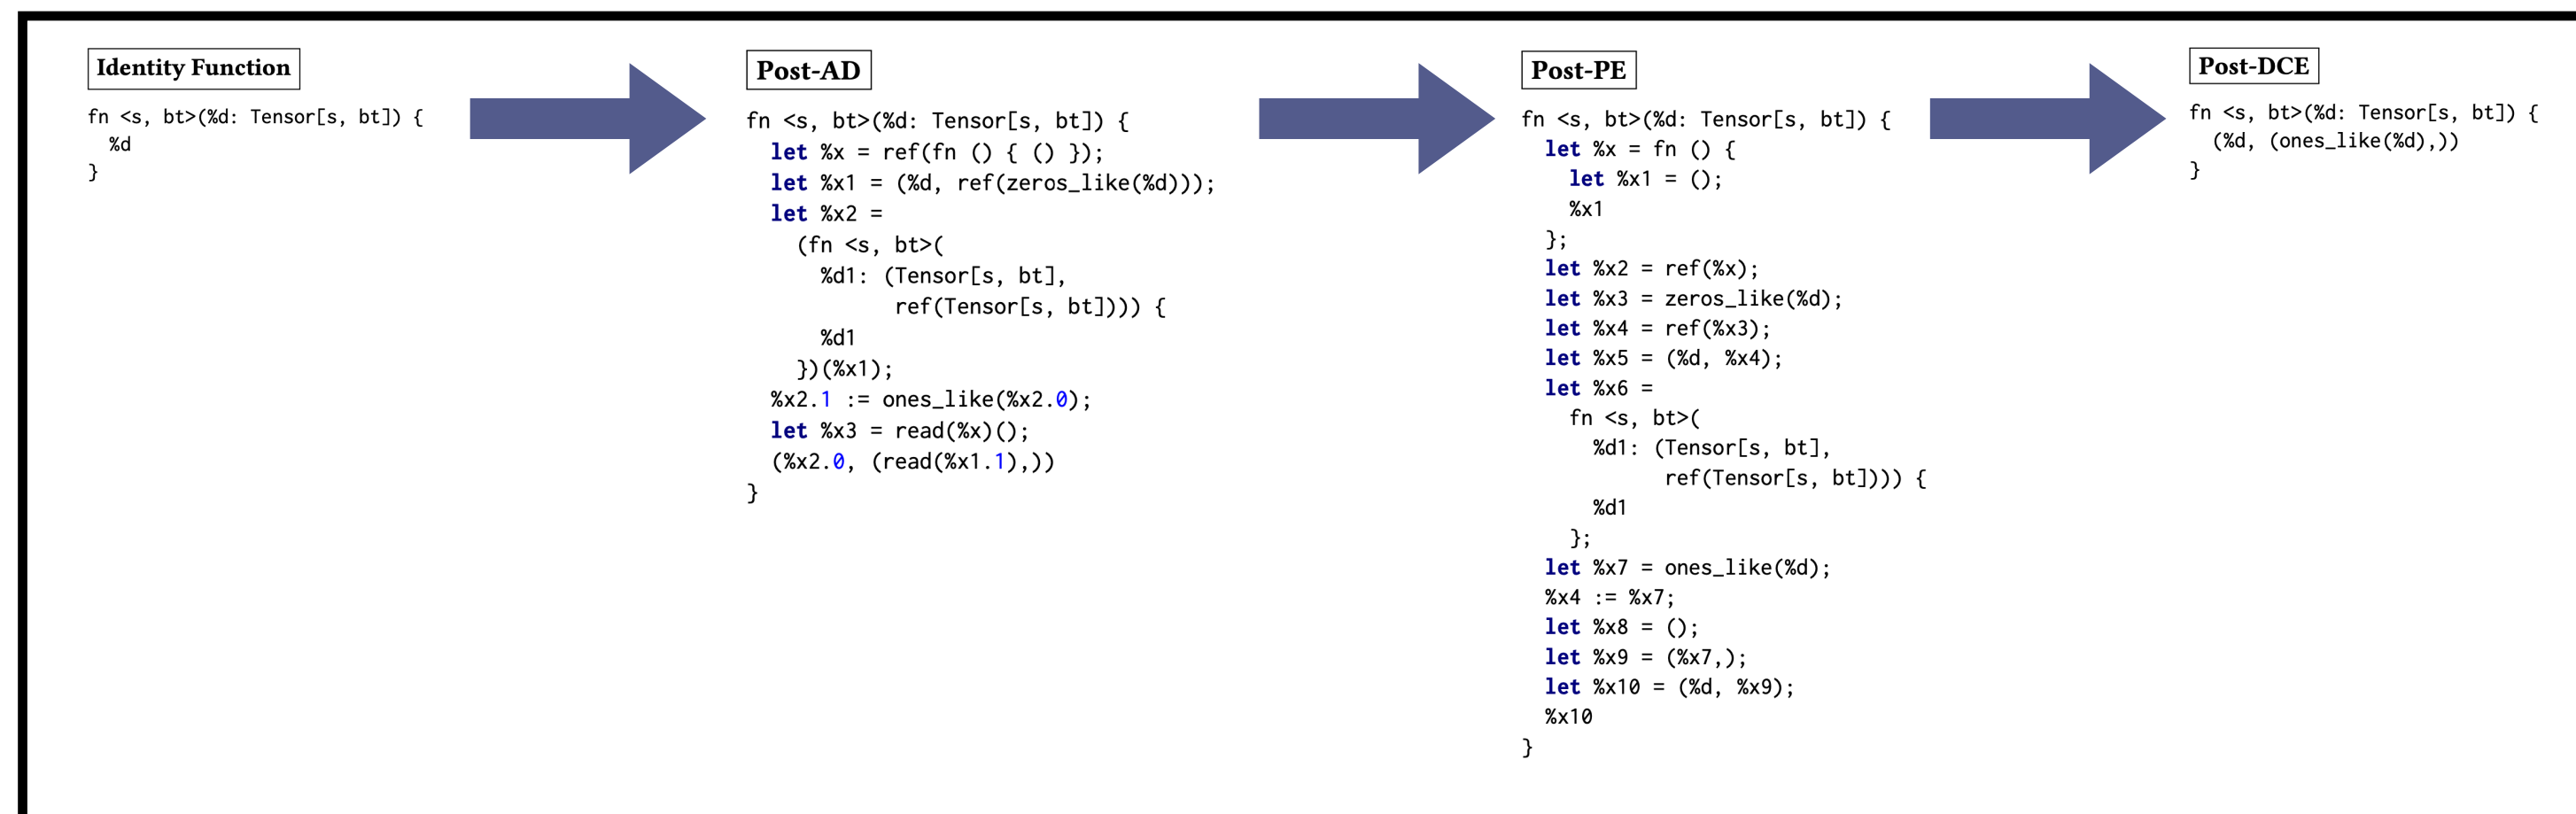 Identity Function
fn <s, bt>(%d: Tensor[s, bt]) {
  %d
}
Post-AD
fn <s, bt>(%d: Tensor[s, bt]) {
  let %x = ref(fn () { () });
  let %x1 = (%d, ref(zeros_like(%d)));
  let %x2 =
    (fn <s, bt>(
      %d1: (Tensor[s, bt],
            ref(Tensor[s, bt]))) {
      %d1
    })(%x1);
  %x2.1 := ones_like(%x2.0);
  let %x3 = read(%x)();
  (%x2.0, (read(%x1.1),))
}
Post-PE
fn <s, bt>(%d: Tensor[s, bt]) {
  let %x = fn () {
    let %x1 = ();
    %x1
  };
  let %x2 = ref(%x);
  let %x3 = zeros_like(%d);
  let %x4 = ref(%x3);
  let %x5 = (%d, %x4);
  let %x6 =
    fn <s, bt>(
      %d1: (Tensor[s, bt],
            ref(Tensor[s, bt]))) {
      %d1
    };
  let %x7 = ones_like(%d);
  %x4 := %x7;
  let %x8 = ();
  let %x9 = (%x7,);
  let %x10 = (%d, %x9);
  %x10
}
Post-DCE
fn <s, bt>(%d: Tensor[s, bt]) {
  (%d, (ones_like(%d),))
}